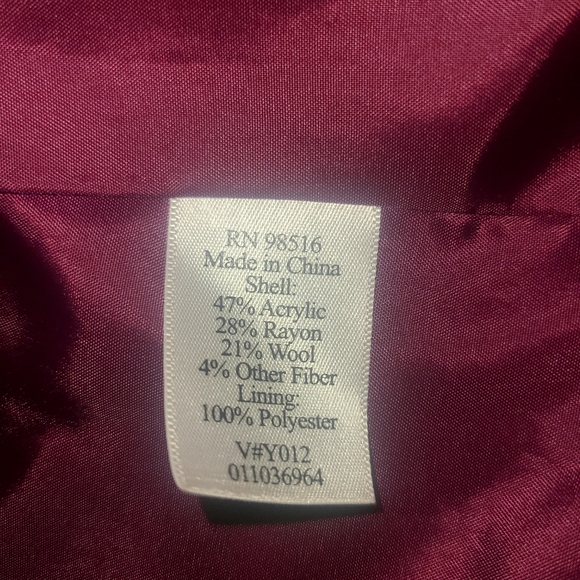 RN 98516
Made in China
Shell:
47% Acrylic
28% Rayon
21% Wool
4% Other Fiber
Lining:
100% Polyester
V#Y012
011036964